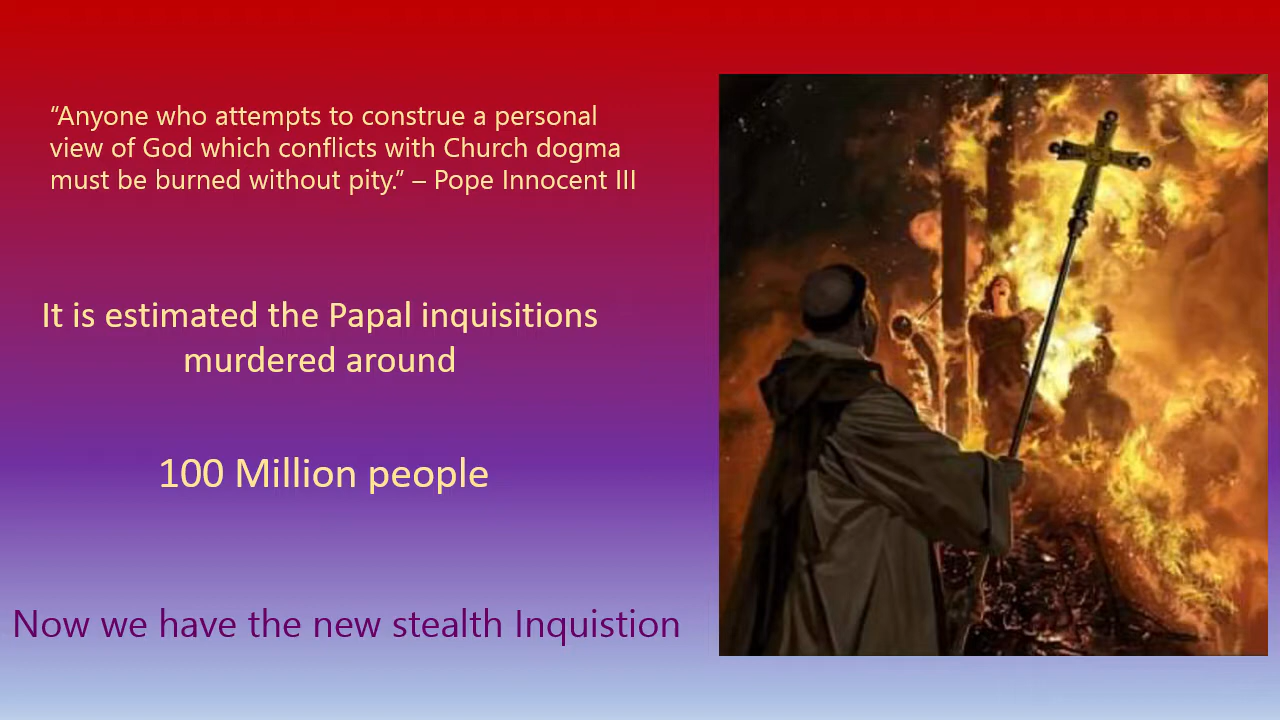 “Anyone who attempts to construe a personal
view of God which conflicts with Church dogma
must be burned without pity.” – Pope Innocent III
It is estimated the Papal inquisitions
murdered around
100 Million people
Now we have the new stealth Inquistion